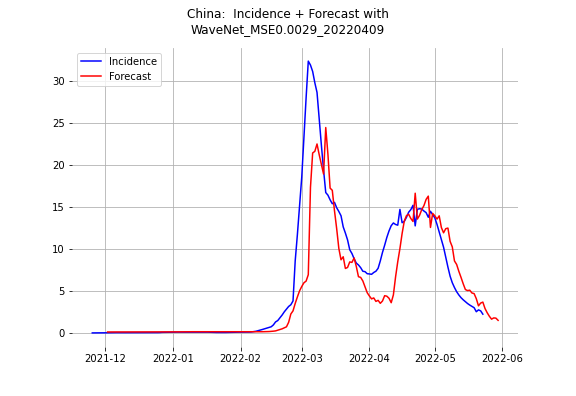 China:  Incidence + Forecast with
WaveNet_MSE0.0029_20220409
Incidence
Forecast
30
25
20
15
10
5
0
2021-12 2022-01 2022-02 2022-03 2022-04 2022-05 2022-06